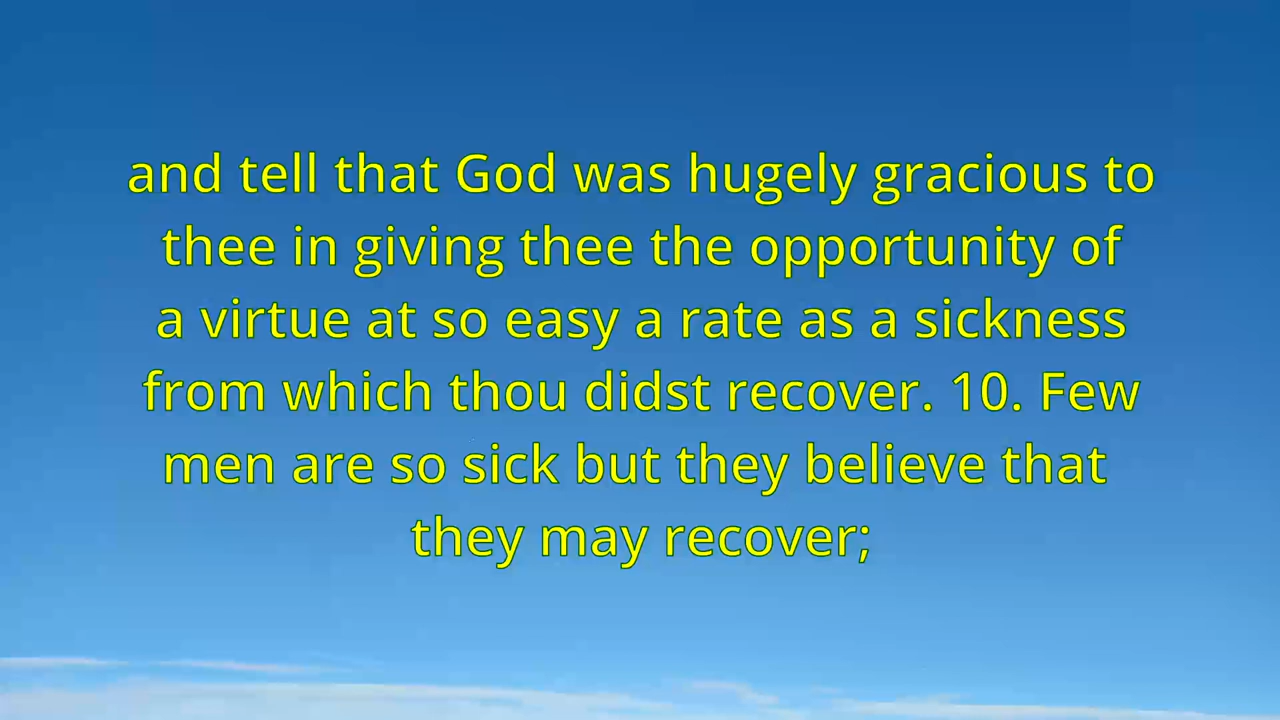 and tell that God was hugely gracious to
thee in giving thee the opportunity of
a virtue at so easy a rate as a sickness
from which thou didst recover. 10. Few
men are so sick but they believe that
they may recover;